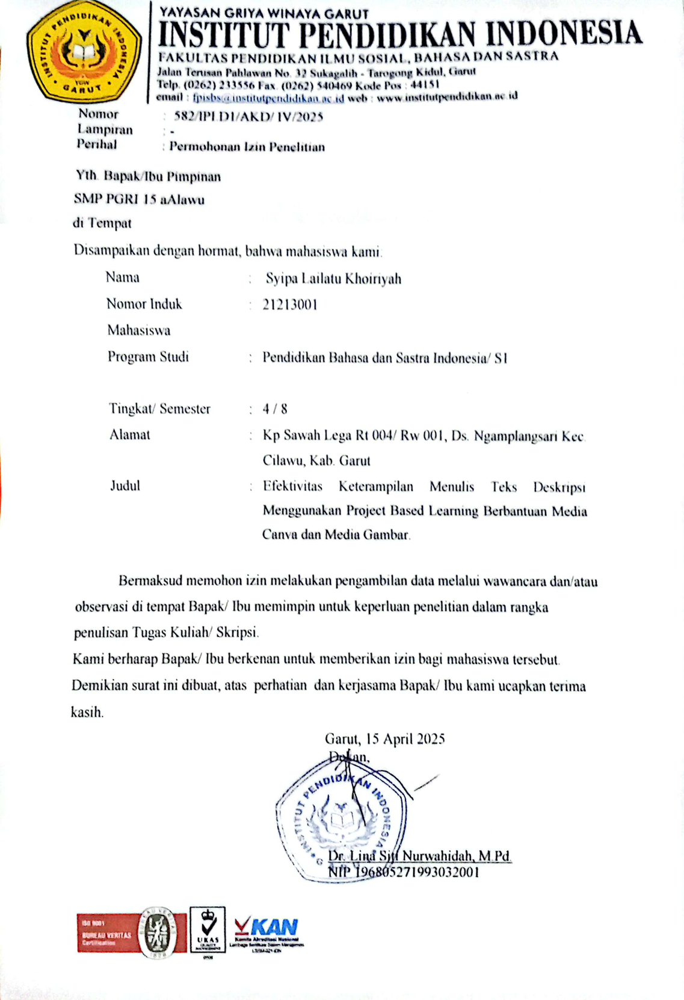 YAYASAN GRIYA WINAYA GARUT
INSTITUT PENDIDIKAN INDONESIA
FAKULTAS PENDIDIKAN ILMU SOSIAL, BAHASA DAN SASTRA
Jalan Terusan Pahlawan No. 32 Sukagalih - Tarogong Kidul, Garut
Telp. (0262) 233556 Fax. (0262) 540469 Kode Pos : 44151
email : fpisbs@institutpendidikan.ac.id web : www.institutpendidikan.ac.id
INSTITUT PENDIDIKAN INDONESIA
YGW
GARUT
Nomor : 582/IPI.D1/AKD/ IV/2025
Lampiran : -
Perihal : Permohonan Izin Penelitian
Yth. Bapak/Ibu Pimpinan
SMP PGRI 15 aAlawu
di Tempat
Disampaikan dengan hormat, bahwa mahasiswa kami:
Nama : Syipa Lailatu Khoiriyah
Nomor Induk : 21213001
Mahasiswa
Program Studi : Pendidikan Bahasa dan Sastra Indonesia/ S1
Tingkat/ Semester : 4 / 8
Alamat : Kp Sawah Lega Rt 004/ Rw 001, Ds. Ngamplangsari Kec.
Cilawu, Kab. Garut
Judul : Efektivitas Keterampilan Menulis Teks Deskripsi
Menggunakan Project Based Learning Berbantuan Media
Canva dan Media Gambar.
Bermaksud memohon izin melakukan pengambilan data melalui wawancara dan/atau
observasi di tempat Bapak/ Ibu memimpin untuk keperluan penelitian dalam rangka
penulisan Tugas Kuliah/ Skripsi.
Kami berharap Bapak/ Ibu berkenan untuk memberikan izin bagi mahasiswa tersebut.
Demikian surat ini dibuat, atas perhatian dan kerjasama Bapak/ Ibu kami ucapkan terima
kasih.
Garut, 15 April 2025
Dekan,
INSTITUT PENDIDIKAN INDONESIA
Dr. Lina Siti Nurwahidah, M.Pd.
NIP 196805271993032001
ISO 9001
BUREAU VERITAS
Certification
BUREAU VERITAS
1828
UKAS
QUALITY
MANAGEMENT
KAN
Komite Akreditasi Nasional